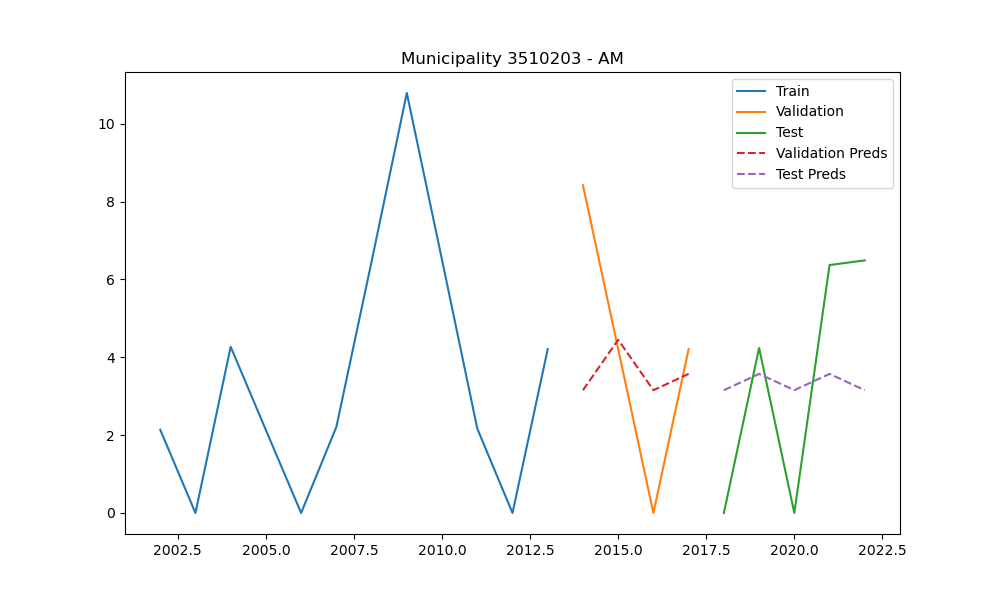 Municipality 3510203 - AM
Train
Validation
Test
Validation Preds
Test Preds
10
8
6
4
2
0
2002.5 2005.0 2007.5 2010.0 2012.5 2015.0 2017.5 2020.0 2022.5